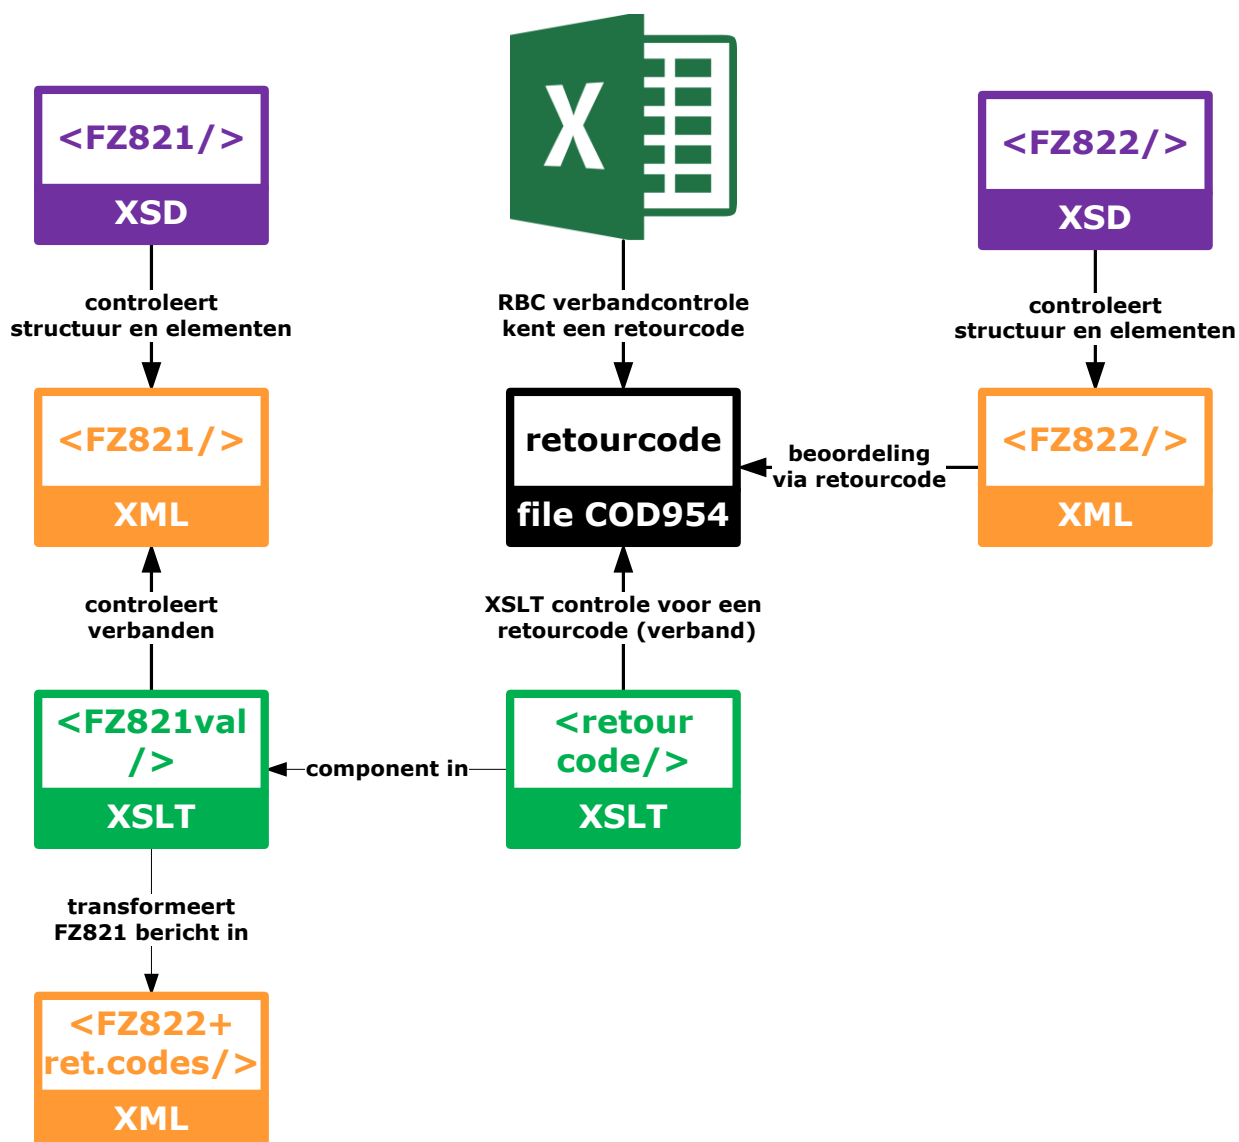 <FZ821/>
XSD
X
<FZ822/>
XSD
controleert
structuur en elementen
RBC verbandcontrole
kent een retourcode
controleert
structuur en elementen
<FZ821/>
XML
retourcode
file COD954
beoordeling
via retourcode
<FZ822/>
XML
controleert
verbanden
XSLT controle voor een
retourcode (verband)
<FZ821val
/>
XSLT
component in
<retour
code/>
XSLT
transformeert
FZ821 bericht in
<FZ822+
ret.codes/>
XML